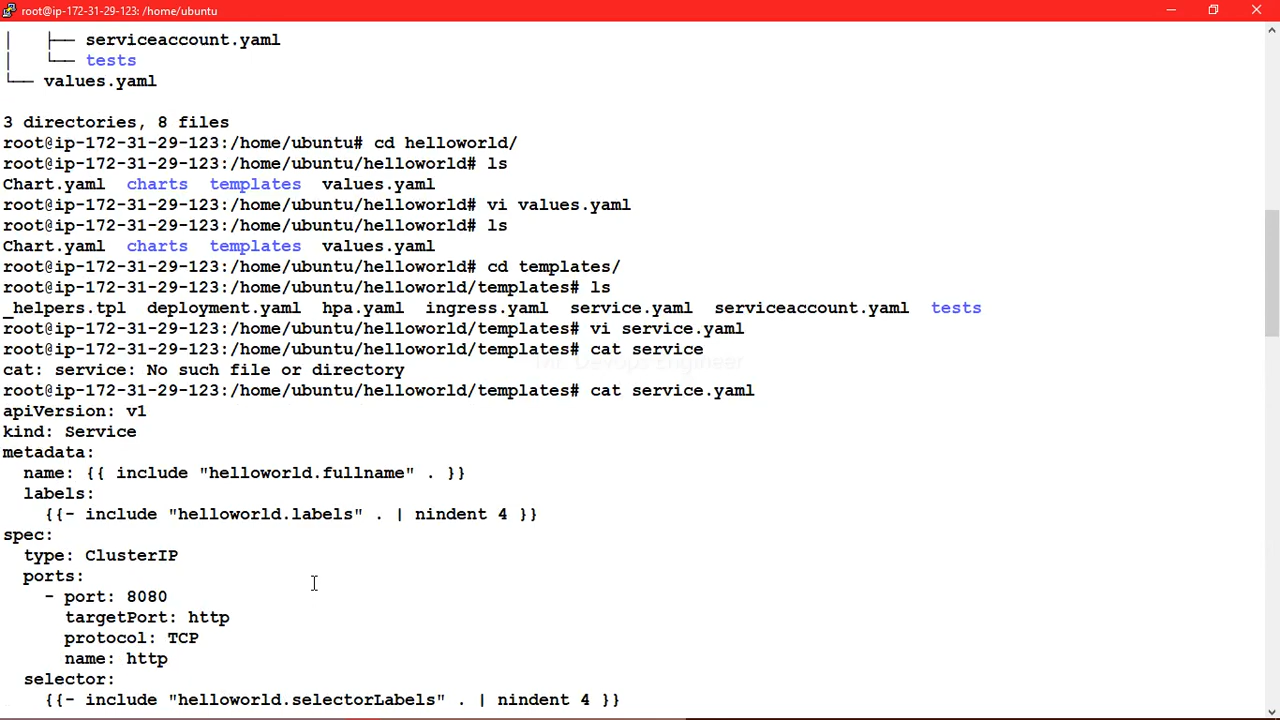 root@ip-172-31-29-123: /home/ubuntu
│   ├── serviceaccount.yaml
│   └── tests
└── values.yaml
3 directories, 8 files
root@ip-172-31-29-123:/home/ubuntu# cd helloworld/
root@ip-172-31-29-123:/home/ubuntu/helloworld# ls
Chart.yaml  charts  templates  values.yaml
root@ip-172-31-29-123:/home/ubuntu/helloworld# vi values.yaml
root@ip-172-31-29-123:/home/ubuntu/helloworld# ls
Chart.yaml  charts  templates  values.yaml
root@ip-172-31-29-123:/home/ubuntu/helloworld# cd templates/
root@ip-172-31-29-123:/home/ubuntu/helloworld/templates# ls
_helpers.tpl  deployment.yaml  hpa.yaml  ingress.yaml  service.yaml  serviceaccount.yaml  tests
root@ip-172-31-29-123:/home/ubuntu/helloworld/templates# vi service.yaml
root@ip-172-31-29-123:/home/ubuntu/helloworld/templates# cat service
The Devops Engineer
cat: service: No such file or directory
root@ip-172-31-29-123:/home/ubuntu/helloworld/templates# cat service.yaml
apiVersion: v1
kind: Service
metadata:
  name: {{ include "helloworld.fullname" . }}
  labels:
    {{- include "helloworld.labels" . | nindent 4 }}
spec:
  type: ClusterIP
  ports:
    - port: 8080
      targetPort: http
      protocol: TCP
      name: http
  selector:
    {{- include "helloworld.selectorLabels" . | nindent 4 }}